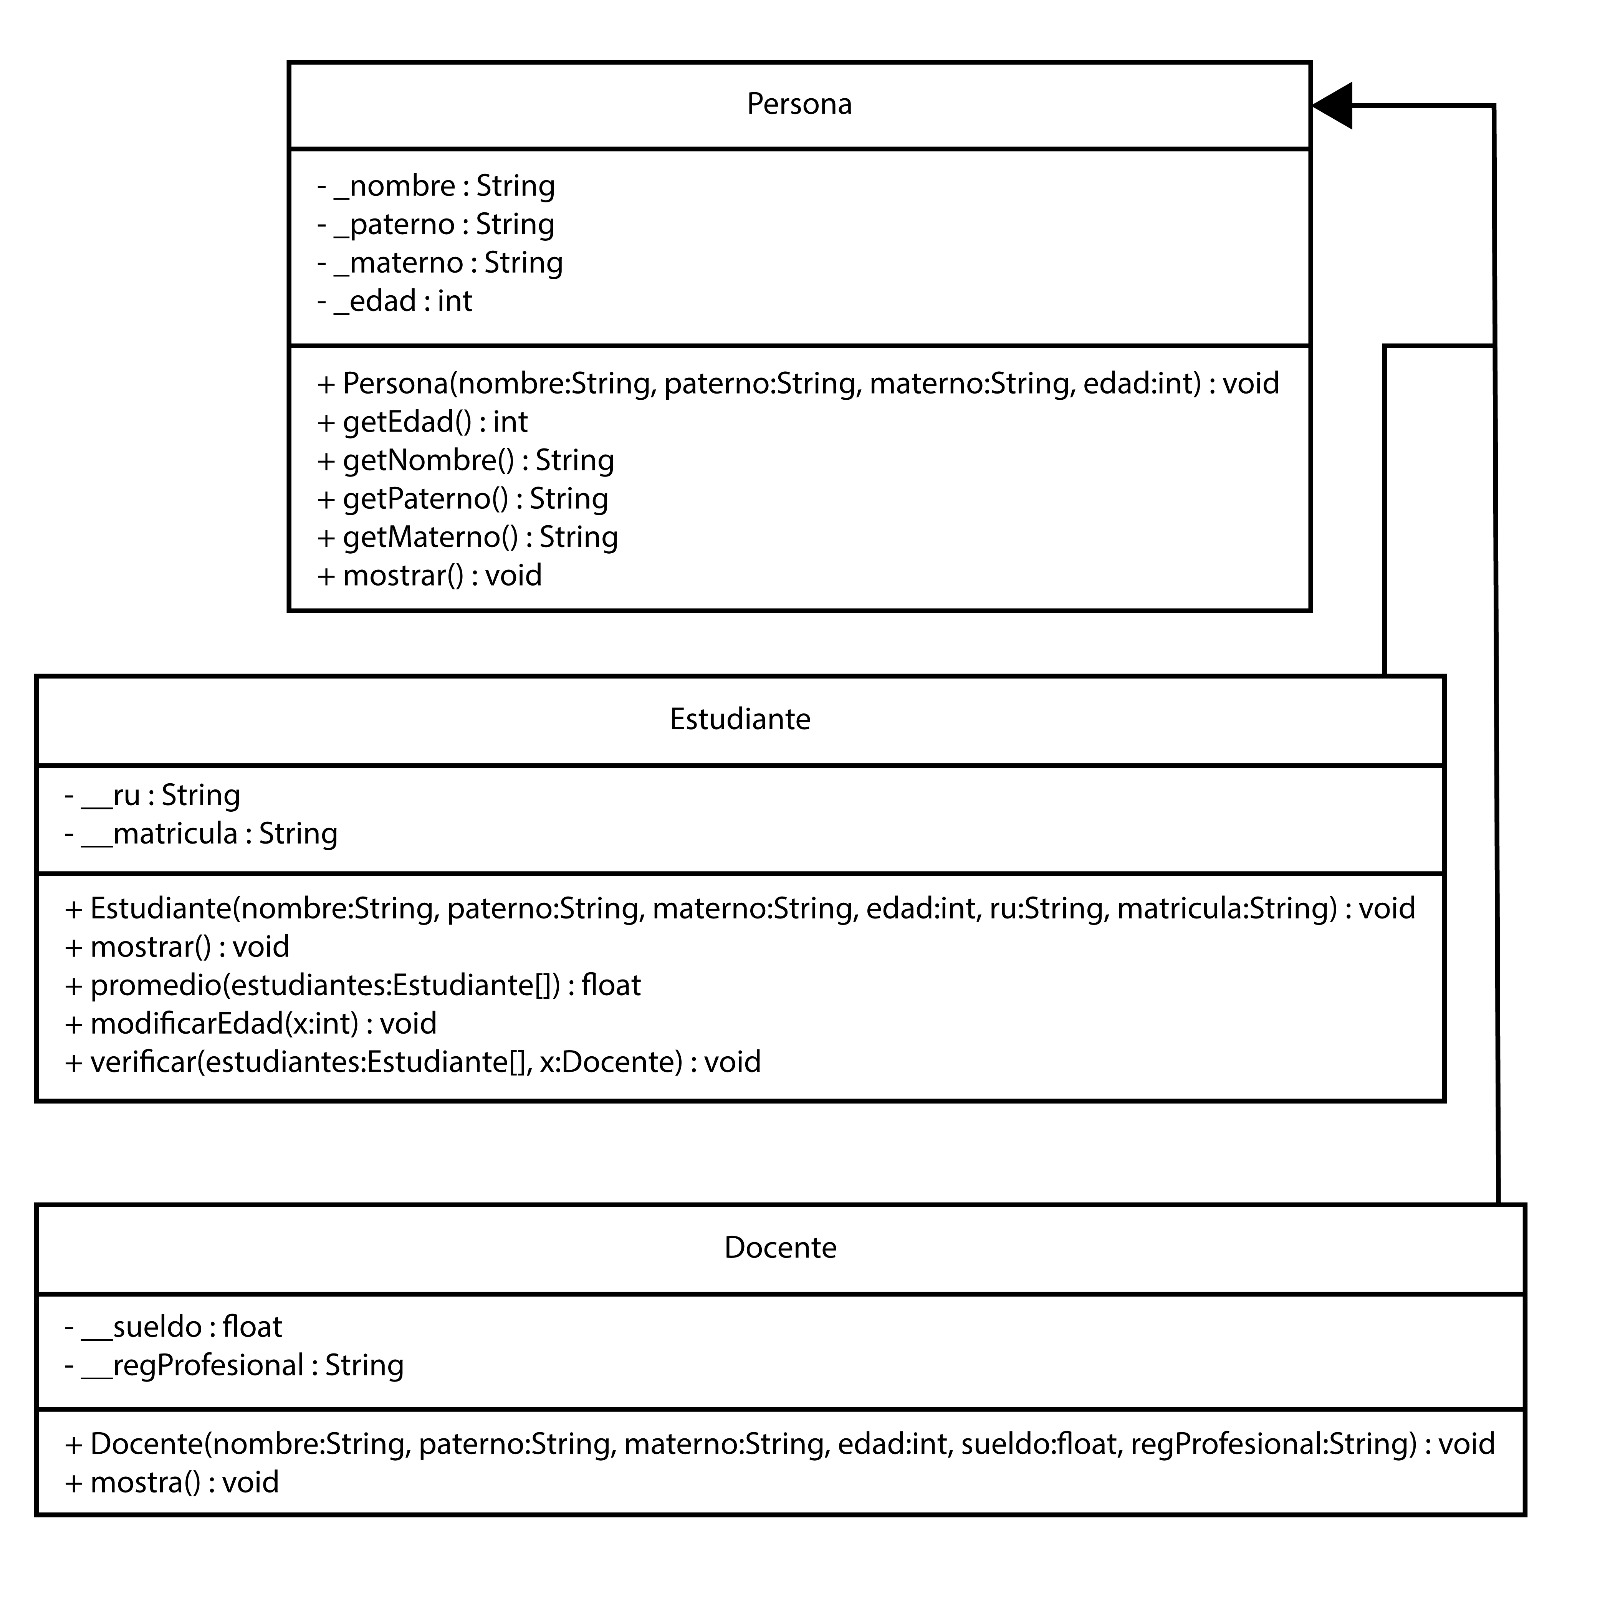 Persona
- _nombre : String
- _paterno : String
- _materno : String
- _edad : int
+ Persona(nombre:String, paterno:String, materno:String, edad:int) : void
+ getEdad() : int
+ getNombre() : String
+ getPaterno() : String
+ getMaterno() : String
+ mostrar() : void
Estudiante
- __ru : String
- __matricula : String
+ Estudiante(nombre:String, paterno:String, materno:String, edad:int, ru:String, matricula:String) : void
+ mostrar() : void
+ promedio(estudiantes:Estudiante[]) : float
+ modificarEdad(x:int) : void
+ verificar(estudiantes:Estudiante[], x:Docente) : void
Docente
- __sueldo : float
- __regProfesional : String
+ Docente(nombre:String, paterno:String, materno:String, edad:int, sueldo:float, regProfesional:String) : void
+ mostra() : void